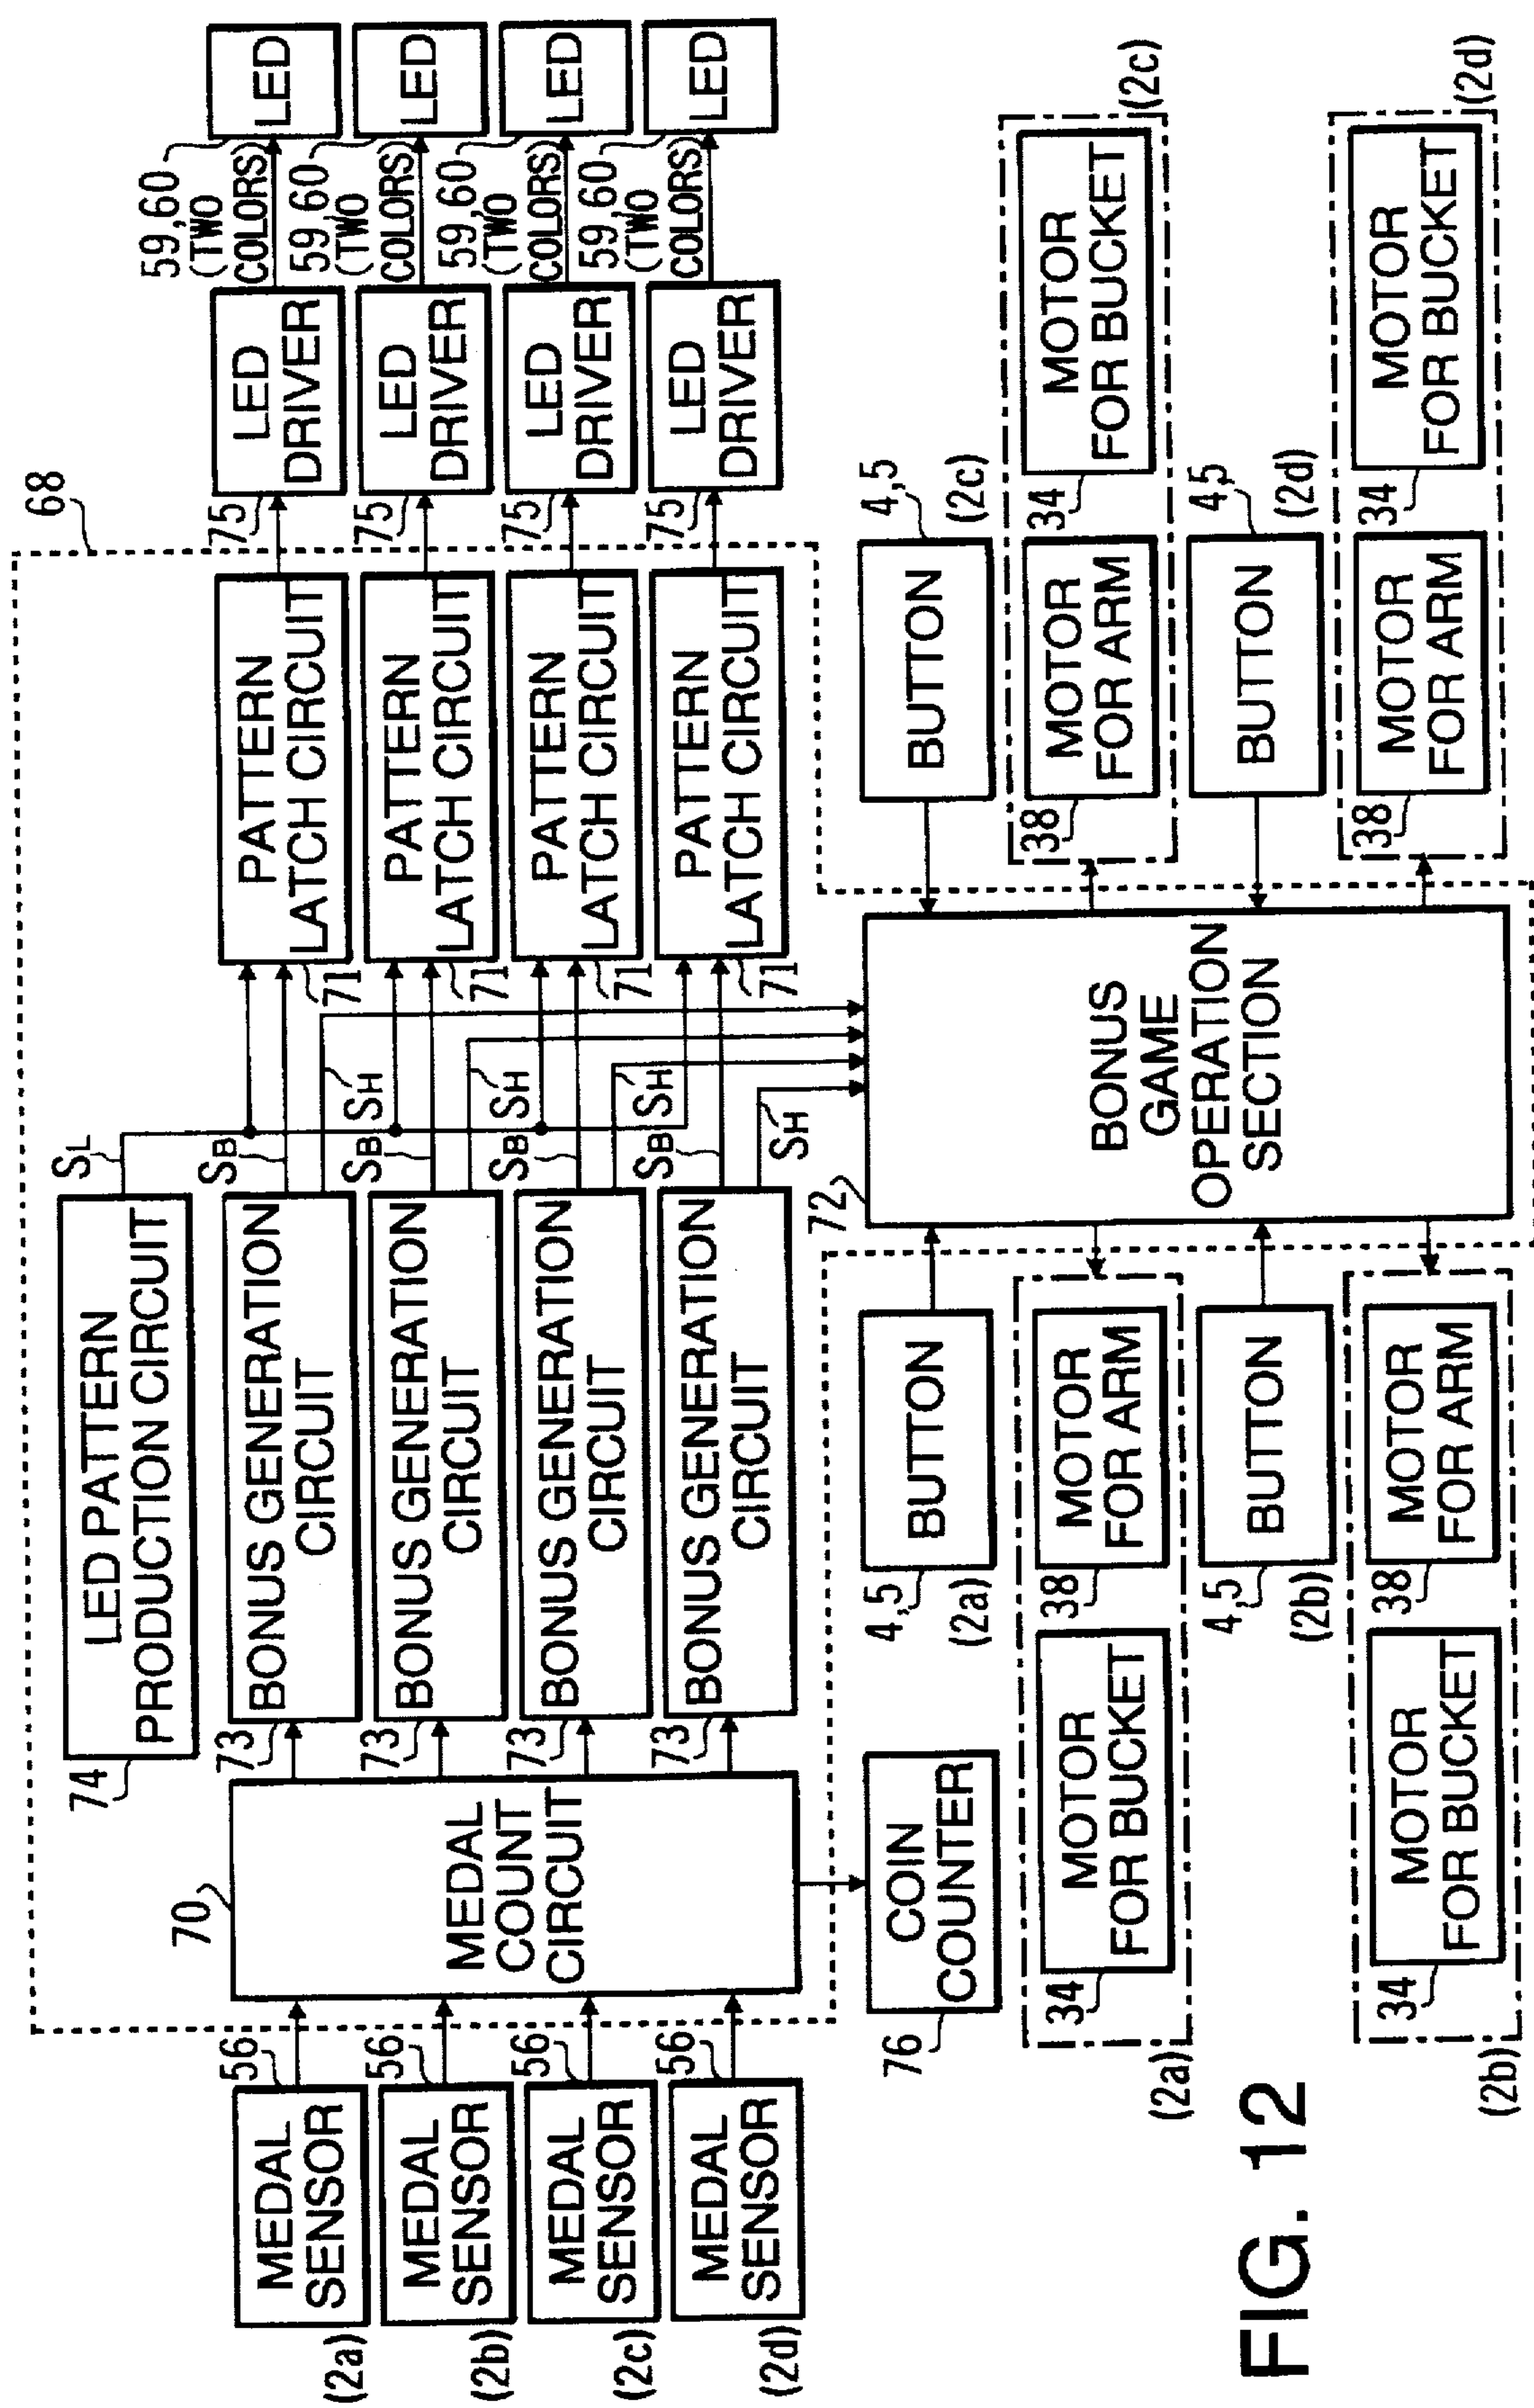 68
74
LED PATTERN
PRODUCTION CIRCUIT
SL
70
MEDAL
COUNT
CIRCUIT
MEDAL
SENSOR
56
(2a)
MEDAL
SENSOR
56
(2b)
MEDAL
SENSOR
56
(2c)
MEDAL
SENSOR
56
(2d)
73
BONUS GENERATION
CIRCUIT
SB
SH
73
BONUS GENERATION
CIRCUIT
SB
SH
73
BONUS GENERATION
CIRCUIT
SB
SH
73
BONUS GENERATION
CIRCUIT
SB
SH
71
PATTERN
LATCH CIRCUIT
71
PATTERN
LATCH CIRCUIT
71
PATTERN
LATCH CIRCUIT
71
PATTERN
LATCH CIRCUIT
75
LED
DRIVER
75
LED
DRIVER
75
LED
DRIVER
75
LED
DRIVER
59,60
(TWO
COLORS)
LED
59,60
(TWO
COLORS)
LED
59,60
(TWO
COLORS)
LED
59,60
(TWO
COLORS)
LED
76
COIN
COUNTER
72
BONUS
GAME
OPERATION
SECTION
BUTTON
4,5
(2a)
34
MOTOR
FOR BUCKET
38
MOTOR
FOR ARM
(2a)
BUTTON
4,5
(2b)
34
MOTOR
FOR BUCKET
38
MOTOR
FOR ARM
(2b)
BUTTON
4,5
(2c)
38
MOTOR
FOR ARM
34
MOTOR
FOR BUCKET
(2c)
BUTTON
4,5
(2d)
38
MOTOR
FOR ARM
34
MOTOR
FOR BUCKET
(2d)
FIG. 12